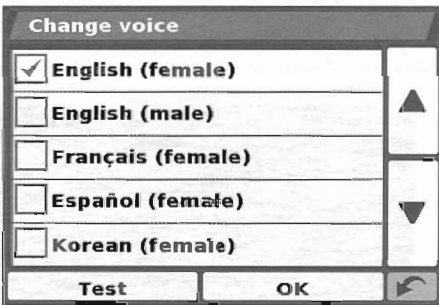 Change voice
English (female)
English (male)
Français (female)
Español (female)
Korean (female)
Test OK